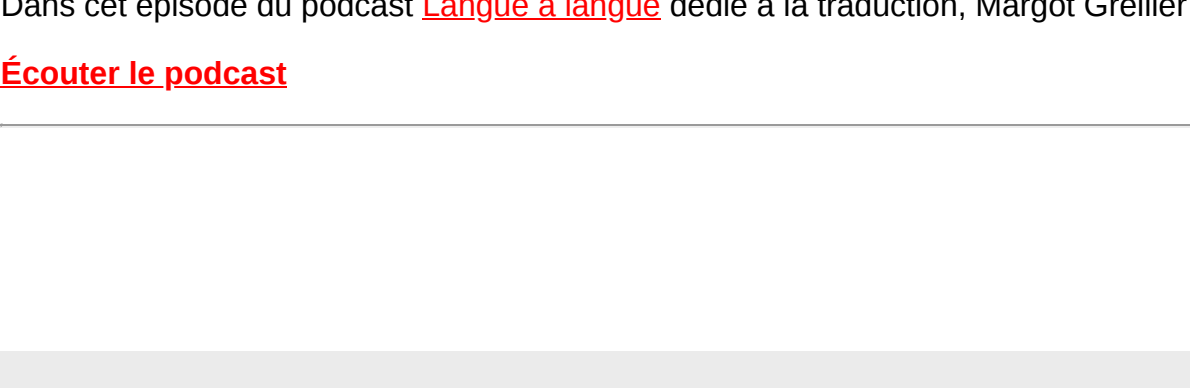 Dans cet épisode du podcast Langue à langue dédié à la traduction, Margot Grellier
Écouter le podcast